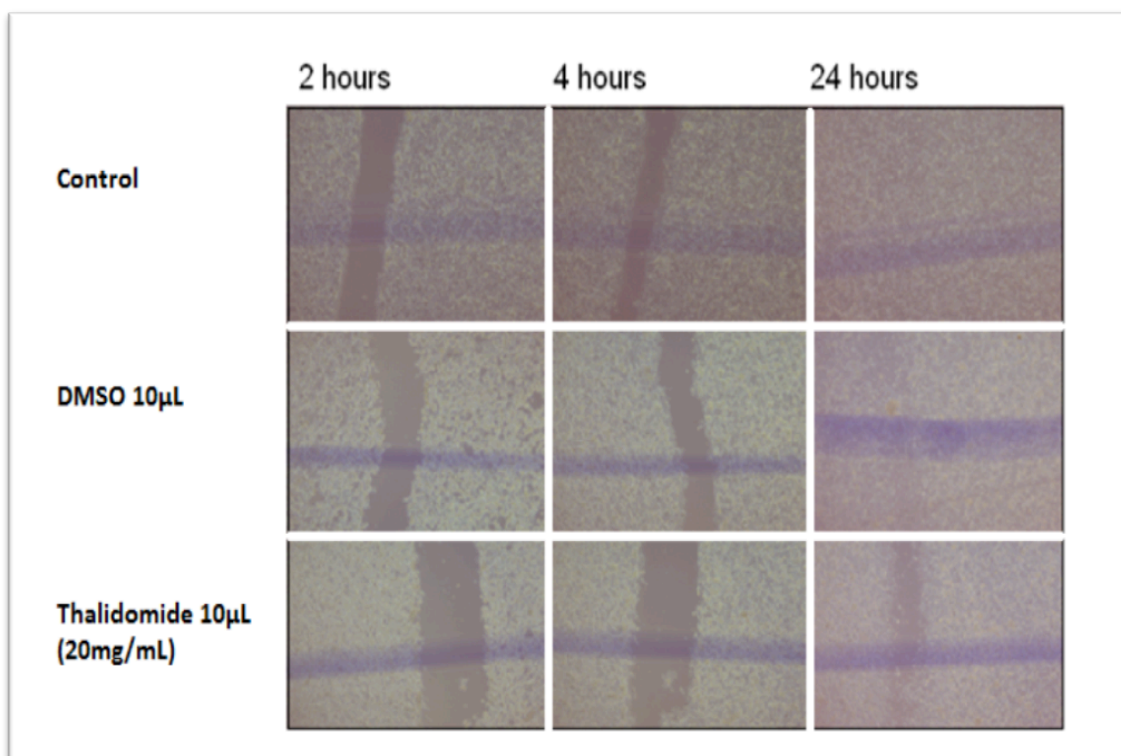 2 hours 4 hours 24 hours
Control
DMSO 10µL
Thalidomide 10µL
(20mg/mL)